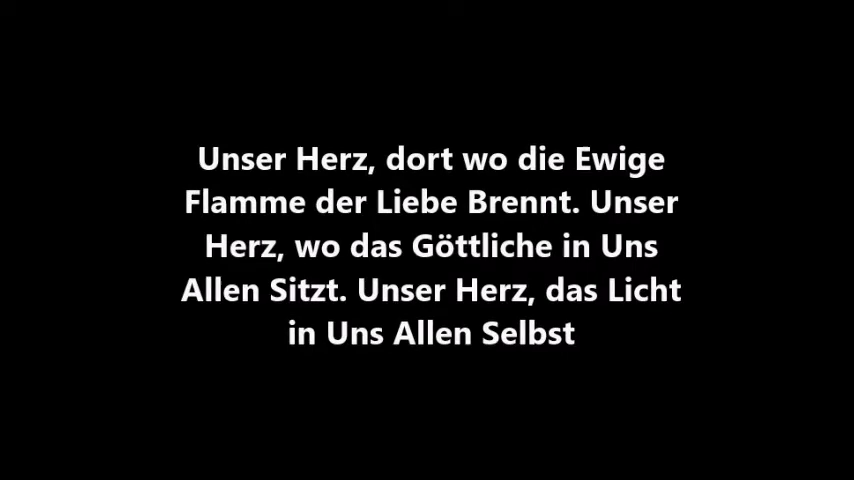 Unser Herz, dort wo die Ewige
Flamme der Liebe Brennt. Unser
Herz, wo das Göttliche in Uns
Allen Sitzt. Unser Herz, das Licht
in Uns Allen Selbst